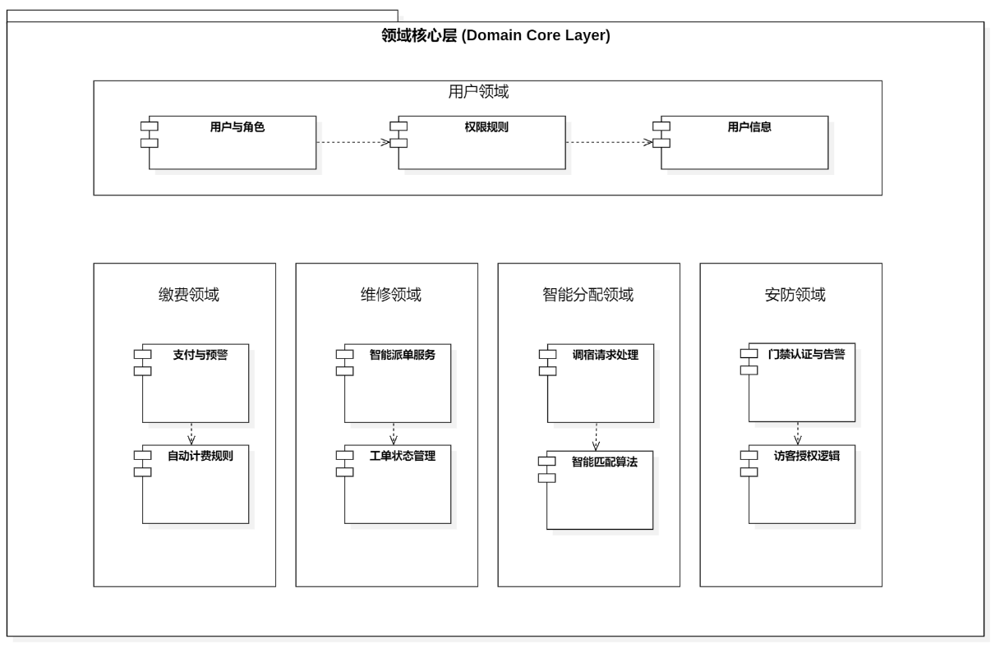 领域核心层 (Domain Core Layer)
用户领域
用户与角色
权限规则
用户信息
缴费领域
支付与预警
自动计费规则
维修领域
智能派单服务
工单状态管理
智能分配领域
调宿请求处理
智能匹配算法
安防领域
门禁认证与告警
访客授权逻辑